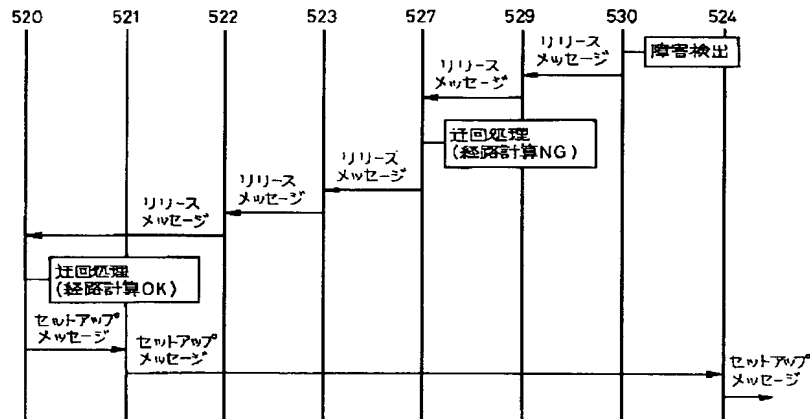 520 521 522 523 527 529 530 524
リリース
メッセージ
障害検出
リリース
メッセージ
迂回処理
(経路計算NG)
リリース
メッセージ
リリース
メッセージ
リリース
メッセージ
迂回処理
(経路計算OK)
セットアップ
メッセージ
セットアップ
メッセージ
セットアップ
メッセージ